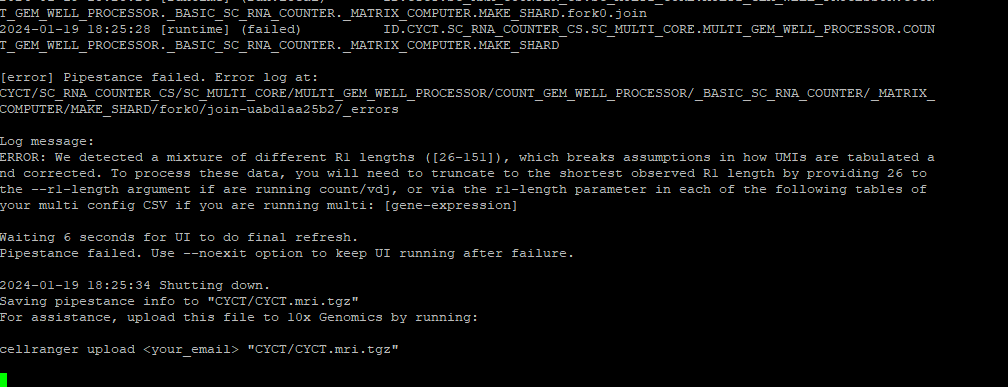 T_GEM_WELL_PROCESSOR._BASIC_SC_RNA_COUNTER._MATRIX_COMPUTER.MAKE_SHARD.fork0.join
2024-01-19 18:25:28 [runtime] (failed) ID.CYCT.SC_RNA_COUNTER_CS.SC_MULTI_CORE.MULTI_GEM_WELL_PROCESSOR.COUN
T_GEM_WELL_PROCESSOR._BASIC_SC_RNA_COUNTER._MATRIX_COMPUTER.MAKE_SHARD
[error] Pipestance failed. Error log at:
CYCT/SC_RNA_COUNTER_CS/SC_MULTI_CORE/MULTI_GEM_WELL_PROCESSOR/COUNT_GEM_WELL_PROCESSOR/_BASIC_SC_RNA_COUNTER/_MATRIX_
COMPUTER/MAKE_SHARD/fork0/join-uabd1aa25b2/_errors
Log message:
ERROR: We detected a mixture of different R1 lengths ([26-151]), which breaks assumptions in how UMIs are tabulated a
nd corrected. To process these data, you will need to truncate to the shortest observed R1 length by providing 26 to
the --r1-length argument if are running count/vdj, or via the r1-length parameter in each of the following tables of
your multi config CSV if you are running multi: [gene-expression]
Waiting 6 seconds for UI to do final refresh.
Pipestance failed. Use --noexit option to keep UI running after failure.
2024-01-19 18:25:34 Shutting down.
Saving pipestance info to "CYCT/CYCT.mri.tgz"
For assistance, upload this file to 10x Genomics by running:
cellranger upload <your_email> "CYCT/CYCT.mri.tgz"